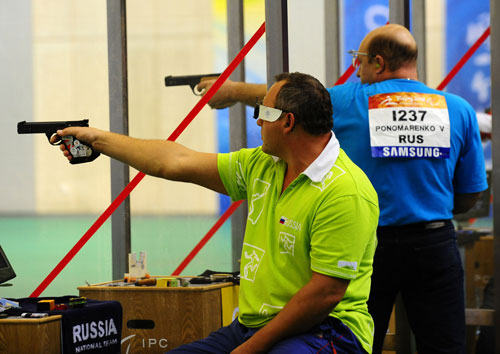 1237
PONOMARENKO V
RUS
SAMSUNG
RUSSIA
NATIONAL TEAM
IPC